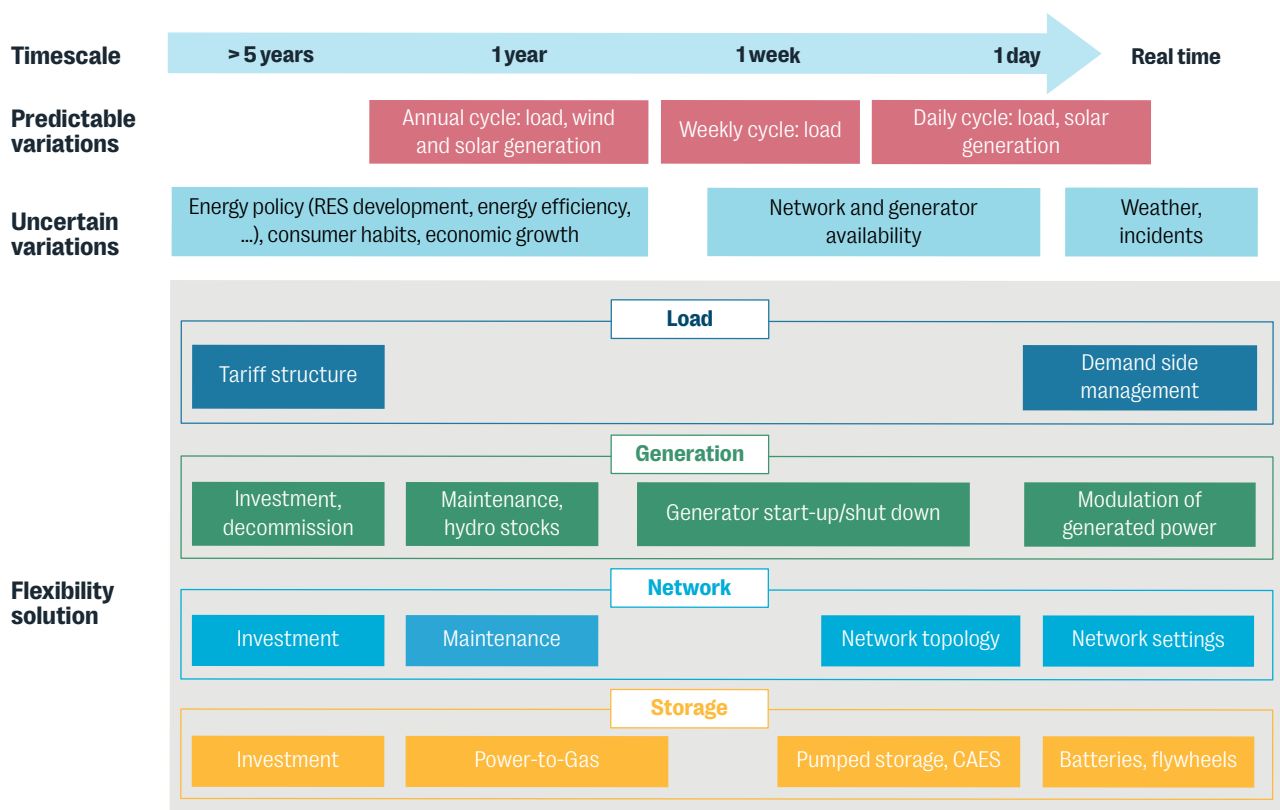 Timescale
> 5 years
1 year
1 week
1 day
Real time
Predictable
variations
Annual cycle: load, wind
and solar generation
Weekly cycle: load
Daily cycle: load, solar
generation
Uncertain
variations
Energy policy (RES development, energy efficiency,
...), consumer habits, economic growth
Network and generator
availability
Weather,
incidents
Flexibility
solution
Load
Tariff structure
Demand side
management
Generation
Investment,
decommission
Maintenance,
hydro stocks
Generator start-up/shut down
Modulation of
generated power
Network
Investment
Maintenance
Network topology
Network settings
Storage
Investment
Power-to-Gas
Pumped storage, CAES
Batteries, flywheels